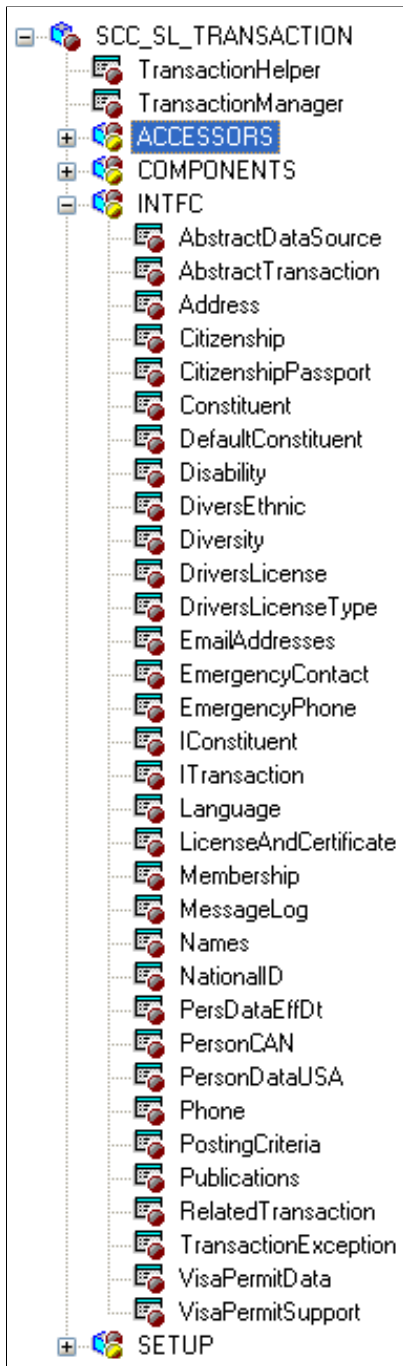 SCC_SL_TRANSACTION
TransactionHelper
TransactionManager
ACCESSORS
COMPONENTS
INTFC
AbstractDataSource
AbstractTransaction
Address
Citizenship
CitizenshipPassport
Constituent
DefaultConstituent
Disability
DiversEthnic
Diversity
DriversLicense
DriversLicenseType
EmailAddresses
EmergencyContact
EmergencyPhone
IConstituent
ITransaction
Language
LicenseAndCertificate
Membership
MessageLog
Names
NationalID
PersDataEffDt
PersonCAN
PersonDataUSA
Phone
PostingCriteria
Publications
RelatedTransaction
TransactionException
VisaPermitData
VisaPermitSupport
SETUP